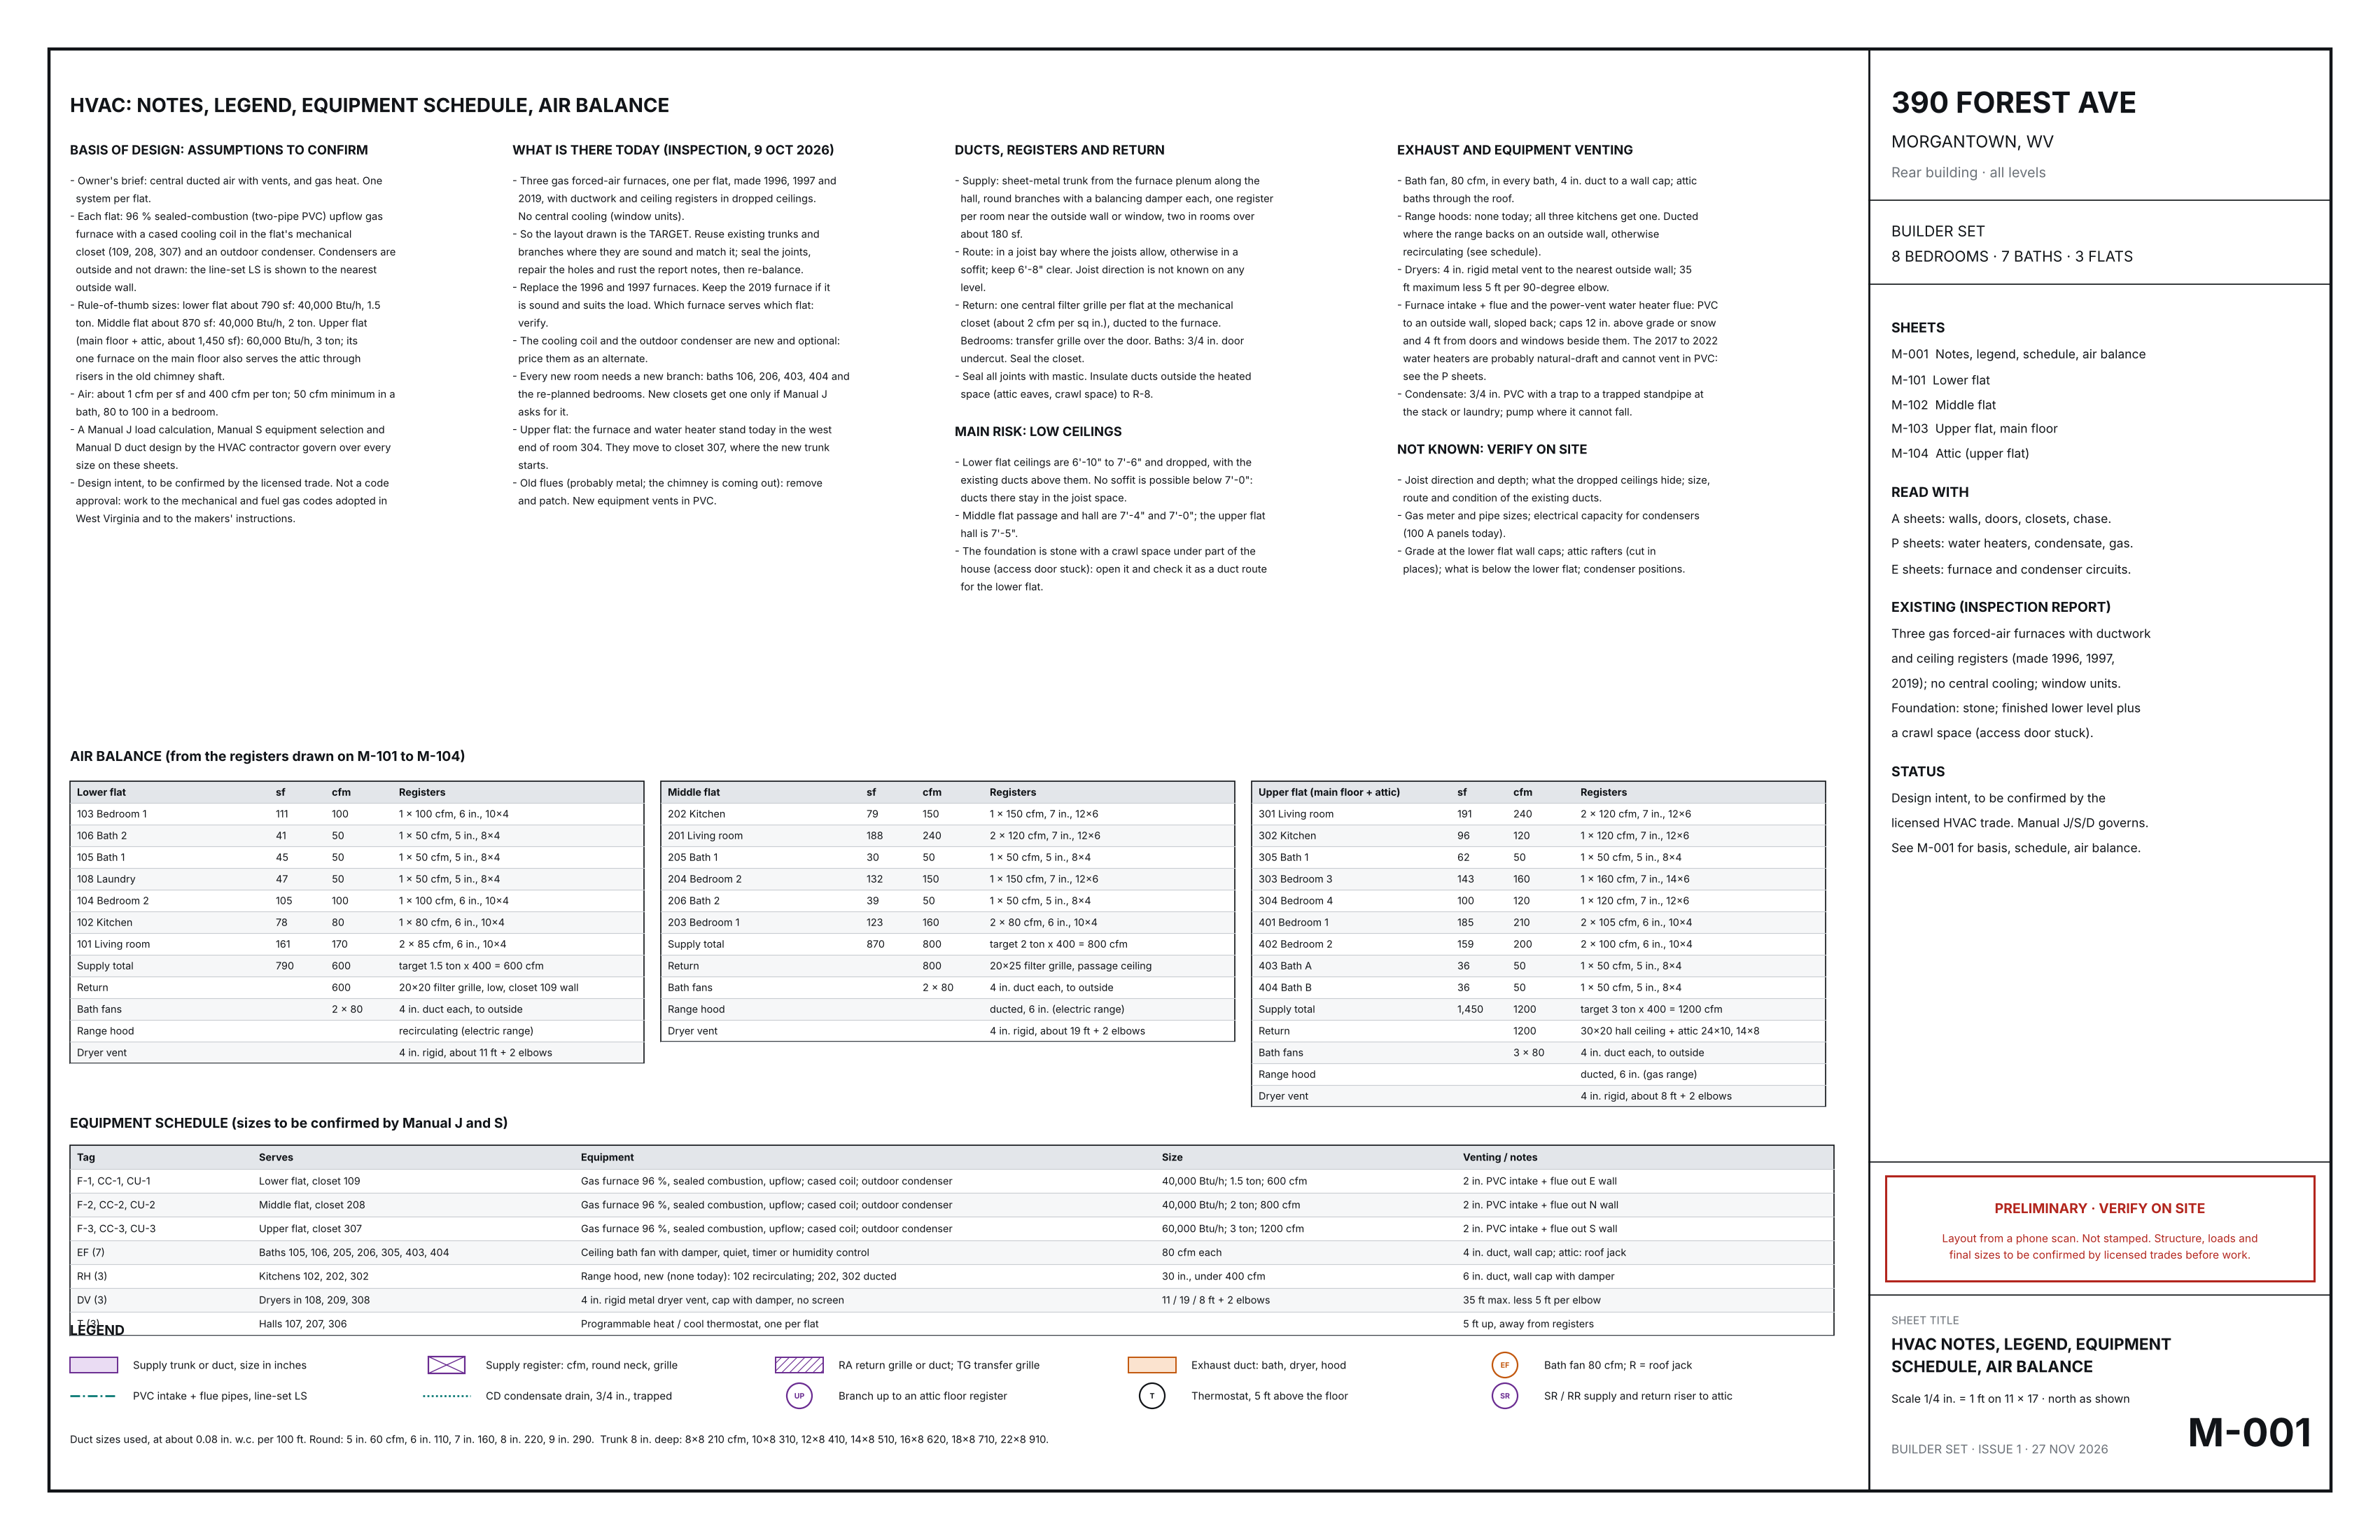 HVAC: NOTES, LEGEND, EQUIPMENT SCHEDULE, AIR BALANCE
BASIS OF DESIGN: ASSUMPTIONS TO CONFIRM
- Owner's brief: central ducted air with vents, and gas heat. One
system per flat.
- Each flat: 96 % sealed-combustion (two-pipe PVC) upflow gas
furnace with a cased cooling coil in the flat's mechanical
closet (109, 208, 307) and an outdoor condenser. Condensers are
outside and not drawn: the line-set LS is shown to the nearest
outside wall.
- Rule-of-thumb sizes: lower flat about 790 sf: 40,000 Btu/h, 1.5
ton. Middle flat about 870 sf: 40,000 Btu/h, 2 ton. Upper flat
(main floor + attic, about 1,450 sf): 60,000 Btu/h, 3 ton; its
one furnace on the main floor also serves the attic through
risers in the old chimney shaft.
- Air: about 1 cfm per sf and 400 cfm per ton; 50 cfm minimum in a
bath, 80 to 100 in a bedroom.
- A Manual J load calculation, Manual S equipment selection and
Manual D duct design by the HVAC contractor govern over every
size on these sheets.
- Design intent, to be confirmed by the licensed trade. Not a code
approval: work to the mechanical and fuel gas codes adopted in
West Virginia and to the makers' instructions.
WHAT IS THERE TODAY (INSPECTION, 9 OCT 2026)
- Three gas forced-air furnaces, one per flat, made 1996, 1997 and
2019, with ductwork and ceiling registers in dropped ceilings.
No central cooling (window units).
- So the layout drawn is the TARGET. Reuse existing trunks and
branches where they are sound and match it; seal the joints,
repair the holes and rust the report notes, then re-balance.
- Replace the 1996 and 1997 furnaces. Keep the 2019 furnace if it
is sound and suits the load. Which furnace serves which flat:
verify.
- The cooling coil and the outdoor condenser are new and optional:
price them as an alternate.
- Every new room needs a new branch: baths 106, 206, 403, 404 and
the re-planned bedrooms. New closets get one only if Manual J
asks for it.
- Upper flat: the furnace and water heater stand today in the west
end of room 304. They move to closet 307, where the new trunk
starts.
- Old flues (probably metal; the chimney is coming out): remove
and patch. New equipment vents in PVC.
DUCTS, REGISTERS AND RETURN
- Supply: sheet-metal trunk from the furnace plenum along the
hall, round branches with a balancing damper each, one register
per room near the outside wall or window, two in rooms over
about 180 sf.
- Route: in a joist bay where the joists allow, otherwise in a
soffit; keep 6'-8" clear. Joist direction is not known on any
level.
- Return: one central filter grille per flat at the mechanical
closet (about 2 cfm per sq in.), ducted to the furnace.
Bedrooms: transfer grille over the door. Baths: 3/4 in. door
undercut. Seal the closet.
- Seal all joints with mastic. Insulate ducts outside the heated
space (attic eaves, crawl space) to R-8.
MAIN RISK: LOW CEILINGS
- Lower flat ceilings are 6'-10" to 7'-6" and dropped, with the
existing ducts above them. No soffit is possible below 7'-0":
ducts there stay in the joist space.
- Middle flat passage and hall are 7'-4" and 7'-0"; the upper flat
hall is 7'-5".
- The foundation is stone with a crawl space under part of the
house (access door stuck): open it and check it as a duct route
for the lower flat.
EXHAUST AND EQUIPMENT VENTING
- Bath fan, 80 cfm, in every bath, 4 in. duct to a wall cap; attic
baths through the roof.
- Range hoods: none today; all three kitchens get one. Ducted
where the range backs on an outside wall, otherwise
recirculating (see schedule).
- Dryers: 4 in. rigid metal vent to the nearest outside wall; 35
ft maximum less 5 ft per 90-degree elbow.
- Furnace intake + flue and the power-vent water heater flue: PVC
to an outside wall, sloped back; caps 12 in. above grade or snow
and 4 ft from doors and windows beside them. The 2017 to 2022
water heaters are probably natural-draft and cannot vent in PVC:
see the P sheets.
- Condensate: 3/4 in. PVC with a trap to a trapped standpipe at
the stack or laundry; pump where it cannot fall.
NOT KNOWN: VERIFY ON SITE
- Joist direction and depth; what the dropped ceilings hide; size,
route and condition of the existing ducts.
- Gas meter and pipe sizes; electrical capacity for condensers
(100 A panels today).
- Grade at the lower flat wall caps; attic rafters (cut in
places); what is below the lower flat; condenser positions.
AIR BALANCE (from the registers drawn on M-101 to M-104)
Lower flat sf cfm Registers
103 Bedroom 1 111 100 1 × 100 cfm, 6 in., 10×4
106 Bath 2 41 50 1 × 50 cfm, 5 in., 8×4
105 Bath 1 45 50 1 × 50 cfm, 5 in., 8×4
108 Laundry 47 50 1 × 50 cfm, 5 in., 8×4
104 Bedroom 2 105 100 1 × 100 cfm, 6 in., 10×4
102 Kitchen 78 80 1 × 80 cfm, 6 in., 10×4
101 Living room 161 170 2 × 85 cfm, 6 in., 10×4
Supply total 790 600 target 1.5 ton x 400 = 600 cfm
Return 600 20×20 filter grille, low, closet 109 wall
Bath fans 2 × 80 4 in. duct each, to outside
Range hood recirculating (electric range)
Dryer vent 4 in. rigid, about 11 ft + 2 elbows
Middle flat sf cfm Registers
202 Kitchen 79 150 1 × 150 cfm, 7 in., 12×6
201 Living room 188 240 2 × 120 cfm, 7 in., 12×6
205 Bath 1 30 50 1 × 50 cfm, 5 in., 8×4
204 Bedroom 2 132 150 1 × 150 cfm, 7 in., 12×6
206 Bath 2 39 50 1 × 50 cfm, 5 in., 8×4
203 Bedroom 1 123 160 2 × 80 cfm, 6 in., 10×4
Supply total 870 800 target 2 ton x 400 = 800 cfm
Return 800 20×25 filter grille, passage ceiling
Bath fans 2 × 80 4 in. duct each, to outside
Range hood ducted, 6 in. (electric range)
Dryer vent 4 in. rigid, about 19 ft + 2 elbows
Upper flat (main floor + attic) sf cfm Registers
301 Living room 191 240 2 × 120 cfm, 7 in., 12×6
302 Kitchen 96 120 1 × 120 cfm, 7 in., 12×6
305 Bath 1 62 50 1 × 50 cfm, 5 in., 8×4
303 Bedroom 3 143 160 1 × 160 cfm, 7 in., 14×6
304 Bedroom 4 100 120 1 × 120 cfm, 7 in., 12×6
401 Bedroom 1 185 210 2 × 105 cfm, 6 in., 10×4
402 Bedroom 2 159 200 2 × 100 cfm, 6 in., 10×4
403 Bath A 36 50 1 × 50 cfm, 5 in., 8×4
404 Bath B 36 50 1 × 50 cfm, 5 in., 8×4
Supply total 1,450 1200 target 3 ton x 400 = 1200 cfm
Return 1200 30×20 hall ceiling + attic 24×10, 14×8
Bath fans 3 × 80 4 in. duct each, to outside
Range hood ducted, 6 in. (gas range)
Dryer vent 4 in. rigid, about 8 ft + 2 elbows
EQUIPMENT SCHEDULE (sizes to be confirmed by Manual J and S)
Tag Serves Equipment Size Venting / notes
F-1, CC-1, CU-1 Lower flat, closet 109 Gas furnace 96 %, sealed combustion, upflow; cased coil; outdoor condenser 40,000 Btu/h; 1.5 ton; 600 cfm 2 in. PVC intake + flue out E wall
F-2, CC-2, CU-2 Middle flat, closet 208 Gas furnace 96 %, sealed combustion, upflow; cased coil; outdoor condenser 40,000 Btu/h; 2 ton; 800 cfm 2 in. PVC intake + flue out N wall
F-3, CC-3, CU-3 Upper flat, closet 307 Gas furnace 96 %, sealed combustion, upflow; cased coil; outdoor condenser 60,000 Btu/h; 3 ton; 1200 cfm 2 in. PVC intake + flue out S wall
EF (7) Baths 105, 106, 205, 206, 305, 403, 404 Ceiling bath fan with damper, quiet, timer or humidity control 80 cfm each 4 in. duct, wall cap; attic: roof jack
RH (3) Kitchens 102, 202, 302 Range hood, new (none today): 102 recirculating; 202, 302 ducted 30 in., under 400 cfm 6 in. duct, wall cap with damper
DV (3) Dryers in 108, 209, 308 4 in. rigid metal dryer vent, cap with damper, no screen 11 / 19 / 8 ft + 2 elbows 35 ft max. less 5 ft per elbow
T (3) Halls 107, 207, 306 Programmable heat / cool thermostat, one per flat 5 ft up, away from registers
LEGEND
Supply trunk or duct, size in inches
Supply register: cfm, round neck, grille
RA return grille or duct; TG transfer grille
Exhaust duct: bath, dryer, hood
EF Bath fan 80 cfm; R = roof jack
PVC intake + flue pipes, line-set LS
CD condensate drain, 3/4 in., trapped
UP Branch up to an attic floor register
T Thermostat, 5 ft above the floor
SR SR / RR supply and return riser to attic
Duct sizes used, at about 0.08 in. w.c. per 100 ft. Round: 5 in. 60 cfm, 6 in. 110, 7 in. 160, 8 in. 220, 9 in. 290. Trunk 8 in. deep: 8×8 210 cfm, 10×8 310, 12×8 410, 14×8 510, 16×8 620, 18×8 710, 22×8 910.
390 FOREST AVE
MORGANTOWN, WV
Rear building · all levels
BUILDER SET
8 BEDROOMS · 7 BATHS · 3 FLATS
SHEETS
M-001 Notes, legend, schedule, air balance
M-101 Lower flat
M-102 Middle flat
M-103 Upper flat, main floor
M-104 Attic (upper flat)
READ WITH
A sheets: walls, doors, closets, chase.
P sheets: water heaters, condensate, gas.
E sheets: furnace and condenser circuits.
EXISTING (INSPECTION REPORT)
Three gas forced-air furnaces with ductwork
and ceiling registers (made 1996, 1997,
2019); no central cooling; window units.
Foundation: stone; finished lower level plus
a crawl space (access door stuck).
STATUS
Design intent, to be confirmed by the
licensed HVAC trade. Manual J/S/D governs.
See M-001 for basis, schedule, air balance.
PRELIMINARY · VERIFY ON SITE
Layout from a phone scan. Not stamped. Structure, loads and
final sizes to be confirmed by licensed trades before work.
SHEET TITLE
HVAC NOTES, LEGEND, EQUIPMENT
SCHEDULE, AIR BALANCE
Scale 1/4 in. = 1 ft on 11 × 17 · north as shown
BUILDER SET · ISSUE 1 · 27 NOV 2026
M-001